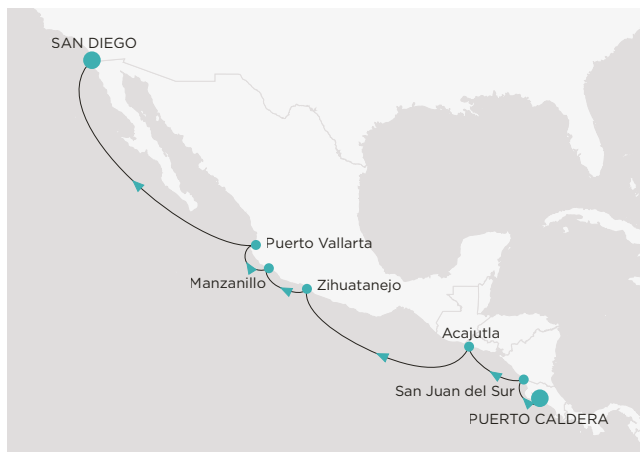 SAN DIEGO
Puerto Vallarta
Manzanillo
Zihuatanejo
Acajutla
San Juan del Sur
PUERTO CALDERA